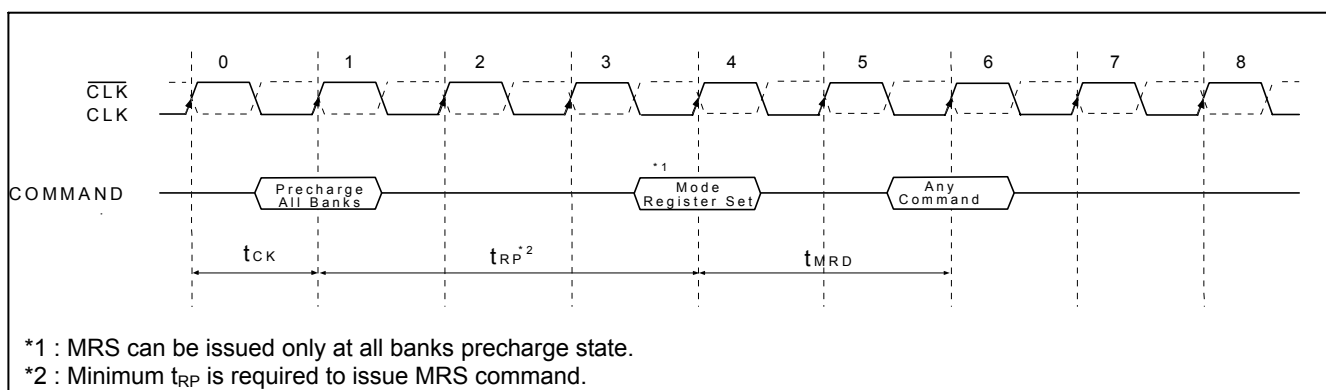 0 1 2 3 4 5 6 7 8
CLK
CLK
*1
COMMAND
Precharge
All Banks
Mode
Register Set
Any
Command
tCK
tRP*2
tMRD
*1 : MRS can be issued only at all banks precharge state.
*2 : Minimum tRP is required to issue MRS command.